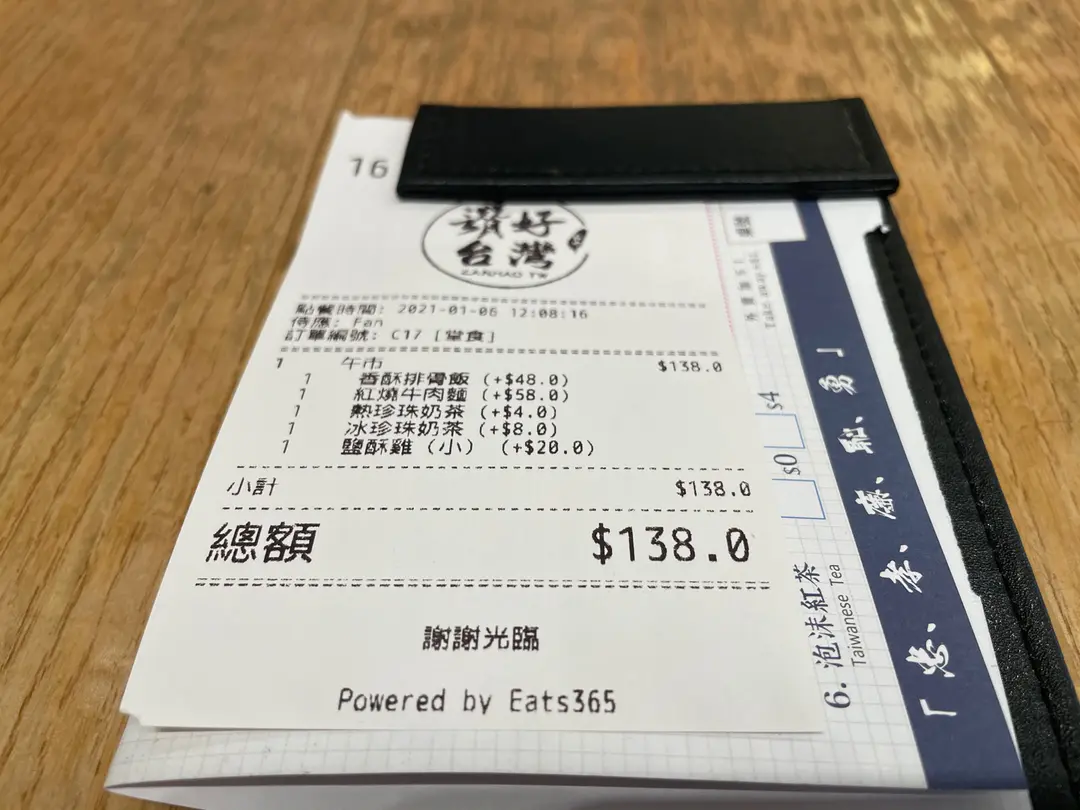 16
讚好
台灣
ZANHAO TW
點餐時間: 2021-01-06 12:08:16
侍應: Fan
訂單編號: C17 [堂食]
1 午市 $138.0
1 香酥排骨飯 (+$48.0)
1 紅燒牛肉麵 (+$58.0)
1 熱珍珠奶茶 (+$4.0)
1 冰珍珠奶茶 (+$8.0)
1 鹽酥雞 (小) (+$20.0)
小計 $138.0
總額 $138.0
謝謝光臨
Powered by Eats365
$0 $4
6. 泡沫紅茶
Taiwanese Tea
「忠、孝、廉、恥、勇」